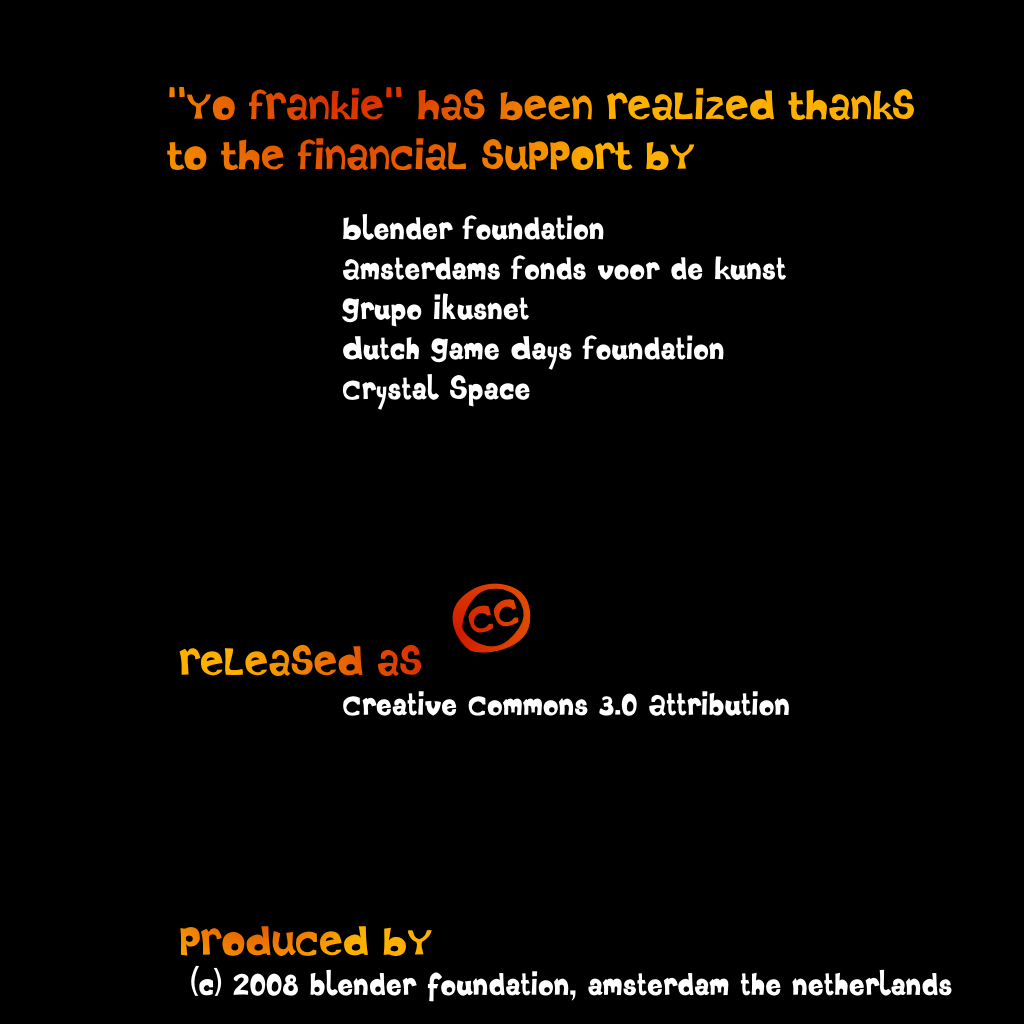 "Yo frankie" has been realized thanks
to the financial support by
blender foundation
amsterdams fonds voor de kunst
grupo ikusnet
dutch game days foundation
Crystal Space
cc
released as
Creative Commons 3.0 Attribution
produced by
(c) 2008 blender foundation, amsterdam the netherlands